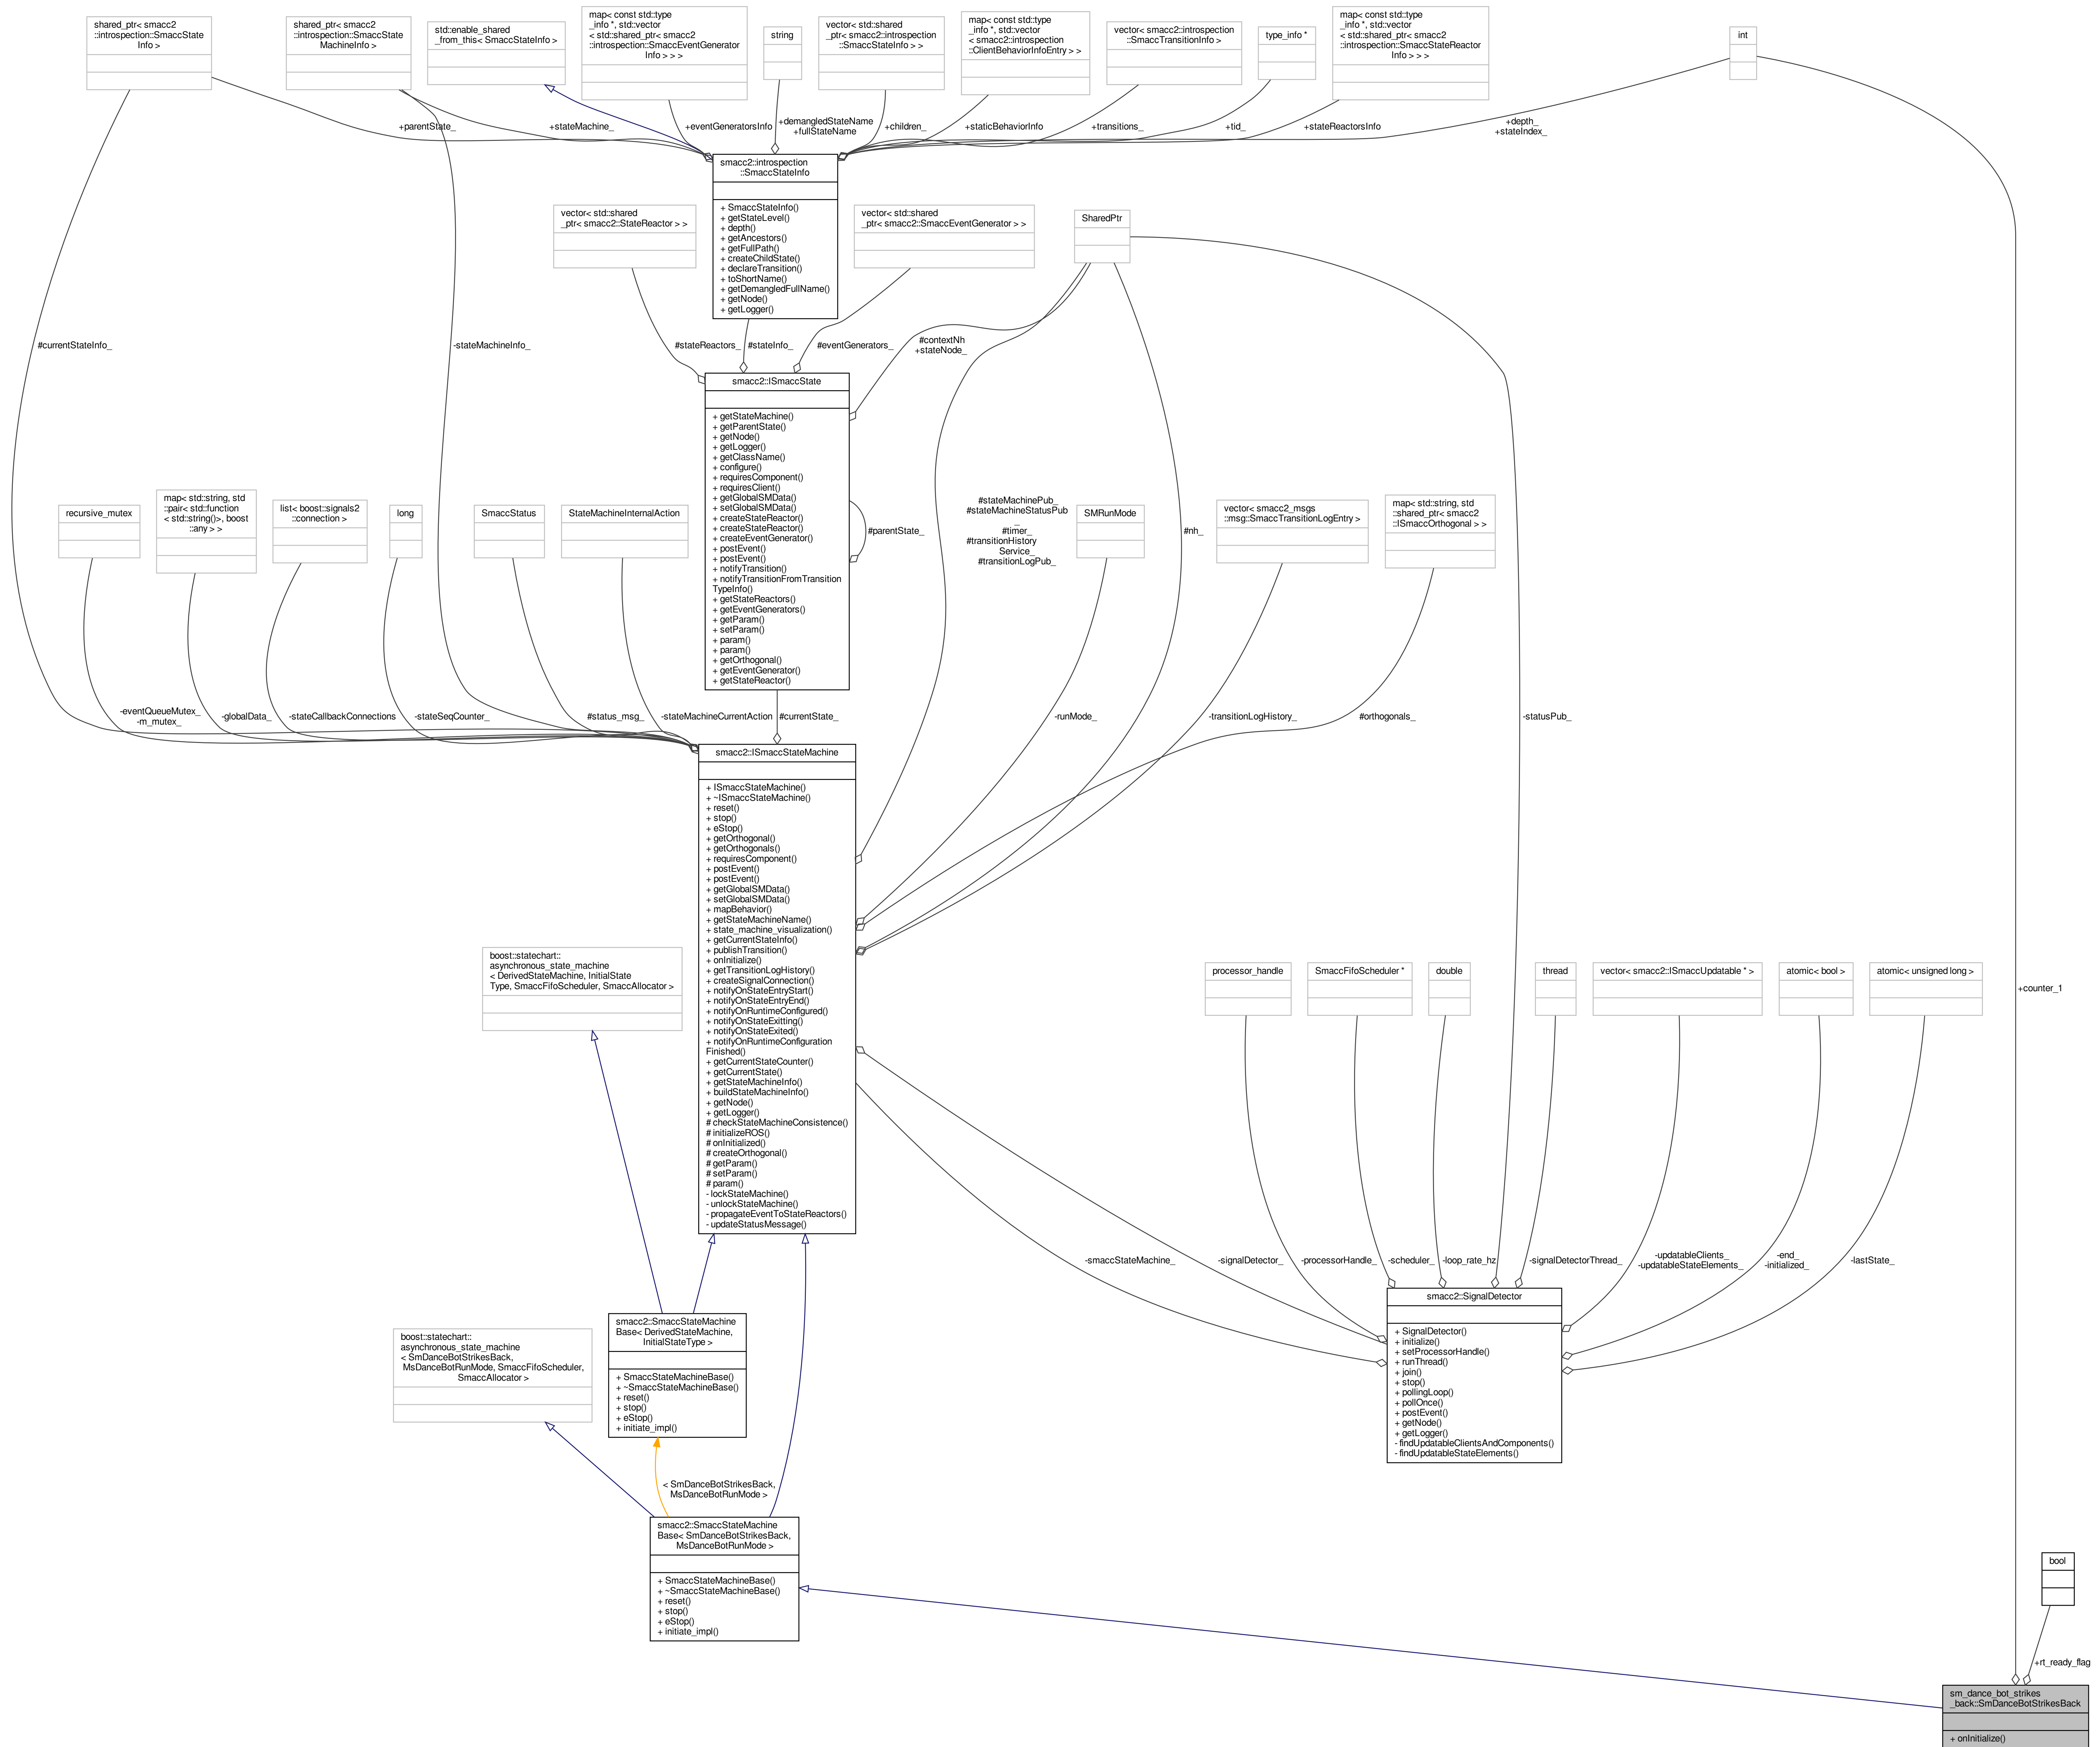 shared_ptr< smacc2
::introspection::SmaccState
Info >
shared_ptr< smacc2
::introspection::SmaccState
MachineInfo >
std::enable_shared
_from_this< SmaccStateInfo >
map< const std::type
_info *, std::vector
< std::shared_ptr< smacc2
::introspection::SmaccEventGenerator
Info > > >
string
vector< std::shared
_ptr< smacc2::introspection
::SmaccStateInfo > >
map< const std::type
_info *, std::vector
< smacc2::introspection
::ClientBehaviorInfoEntry > >
vector< smacc2::introspection
::SmaccTransitionInfo >
type_info *
map< const std::type
_info *, std::vector
< std::shared_ptr< smacc2
::introspection::SmaccStateReactor
Info > > >
int
+parentState_
+stateMachine_
+eventGeneratorsInfo
+demangledStateName
+fullStateName
+children_
+staticBehaviorInfo
+transitions_
+tid_
+stateReactorsInfo
+depth_
+stateIndex_
smacc2::introspection
::SmaccStateInfo
+ SmaccStateInfo()
+ getStateLevel()
+ depth()
+ getAncestors()
+ getFullPath()
+ createChildState()
+ declareTransition()
+ toShortName()
+ getDemangledFullName()
+ getNode()
+ getLogger()
vector< std::shared
_ptr< smacc2::StateReactor > >
vector< std::shared
_ptr< smacc2::SmaccEventGenerator > >
SharedPtr
#currentStateInfo_
-stateMachineInfo_
#stateReactors_
#stateInfo_
#eventGenerators_
#contextNh
+stateNode_
smacc2::ISmaccState
+ getStateMachine()
+ getParentState()
+ getNode()
+ getLogger()
+ getClassName()
+ configure()
+ requiresComponent()
+ requiresClient()
+ getGlobalSMData()
+ setGlobalSMData()
+ createStateReactor()
+ createStateReactor()
+ createEventGenerator()
+ postEvent()
+ postEvent()
+ notifyTransition()
+ notifyTransitionFromTransition
TypeInfo()
+ getStateReactors()
+ getEventGenerators()
+ getParam()
+ setParam()
+ param()
+ param()
+ getOrthogonal()
+ getEventGenerator()
+ getStateReactor()
#parentState_
recursive_mutex
map< std::string, std
::pair< std::function
< std::string()>, boost
::any > >
list< boost::signals2
::connection >
long
SmaccStatus
StateMachineInternalAction
#stateMachinePub_
#stateMachineStatusPub
_
#timer_
#transitionHistory
Service_
#transitionLogPub_
SMRunMode
#nh_
vector< smacc2_msgs
::msg::SmaccTransitionLogEntry >
map< std::string, std
::shared_ptr< smacc2
::ISmaccOrthogonal > >
-eventQueueMutex_
-m_mutex_
-globalData_
-stateCallbackConnections
-stateSeqCounter_
#status_msg_
-stateMachineCurrentAction
#currentState_
-runMode_
-transitionLogHistory_
#orthogonals_
-statusPub_
smacc2::ISmaccStateMachine
+ ISmaccStateMachine()
+ ~ISmaccStateMachine()
+ reset()
+ stop()
+ eStop()
+ getOrthogonal()
+ getOrthogonals()
+ requiresComponent()
+ postEvent()
+ postEvent()
+ getGlobalSMData()
+ setGlobalSMData()
+ mapBehavior()
+ getStateMachineName()
+ state_machine_visualization()
+ getCurrentStateInfo()
+ publishTransition()
+ onInitialize()
+ getTransitionLogHistory()
+ createSignalConnection()
+ notifyOnStateEntryStart()
+ notifyOnStateEntryEnd()
+ notifyOnRuntimeConfigured()
+ notifyOnStateExitting()
+ notifyOnStateExited()
+ notifyOnRuntimeConfiguration
Finished()
+ getCurrentStateCounter()
+ getCurrentState()
+ getStateMachineInfo()
+ buildStateMachineInfo()
+ getNode()
+ getLogger()
# checkStateMachineConsistence()
# initializeROS()
# onInitialized()
# createOrthogonal()
# getParam()
# setParam()
# param()
- lockStateMachine()
- unlockStateMachine()
- propagateEventToStateReactors()
- updateStatusMessage()
boost::statechart::
asynchronous_state_machine
< DerivedStateMachine, InitialState
Type, SmaccFifoScheduler, SmaccAllocator >
processor_handle
SmaccFifoScheduler *
double
thread
vector< smacc2::ISmaccUpdatable * >
atomic< bool >
atomic< unsigned long >
+counter_1
-smaccStateMachine_
-signalDetector_
-processorHandle_
-scheduler_
-loop_rate_hz
-signalDetectorThread_
-updatableClients_
-updatableStateElements_
-end_
-initialized_
-lastState_
smacc2::SignalDetector
+ SignalDetector()
+ initialize()
+ setProcessorHandle()
+ runThread()
+ join()
+ stop()
+ pollingLoop()
+ pollOnce()
+ postEvent()
+ getNode()
+ getLogger()
- findUpdatableClientsAndComponents()
- findUpdatableStateElements()
smacc2::SmaccStateMachine
Base< DerivedStateMachine,
InitialStateType >
+ SmaccStateMachineBase()
+ ~SmaccStateMachineBase()
+ reset()
+ stop()
+ eStop()
+ initiate_impl()
boost::statechart::
asynchronous_state_machine
< SmDanceBotStrikesBack,
MsDanceBotRunMode, SmaccFifoScheduler,
SmaccAllocator >
< SmDanceBotStrikesBack,
MsDanceBotRunMode >
smacc2::SmaccStateMachine
Base< SmDanceBotStrikesBack,
MsDanceBotRunMode >
+ SmaccStateMachineBase()
+ ~SmaccStateMachineBase()
+ reset()
+ stop()
+ eStop()
+ initiate_impl()
bool
+rt_ready_flag
sm_dance_bot_strikes
_back::SmDanceBotStrikesBack
+ onInitialize()